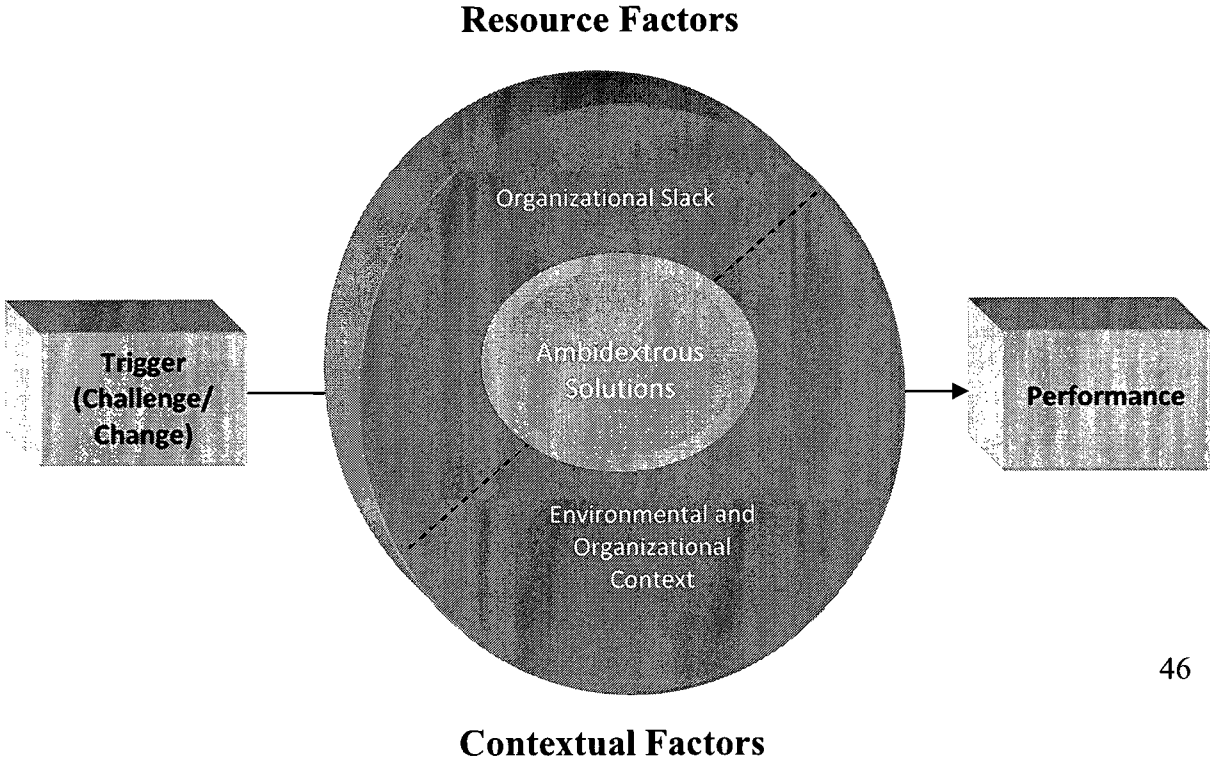 Resource Factors
Organizational Slack
Trigger
(Challenge/
Change)
Ambidextrous
Solutions
Performance
Environmental and
Organizational
Context
46
Contextual Factors